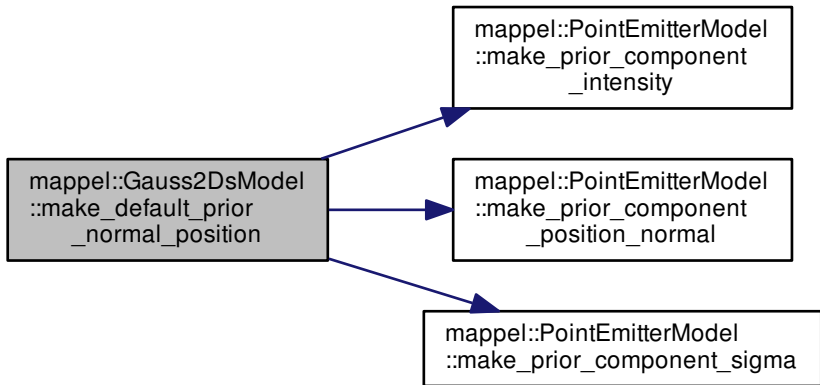 mappel::PointEmitterModel
::make_prior_component
_intensity
mappel::Gauss2DsModel
::make_default_prior
_normal_position
mappel::PointEmitterModel
::make_prior_component
_position_normal
mappel::PointEmitterModel
::make_prior_component_sigma